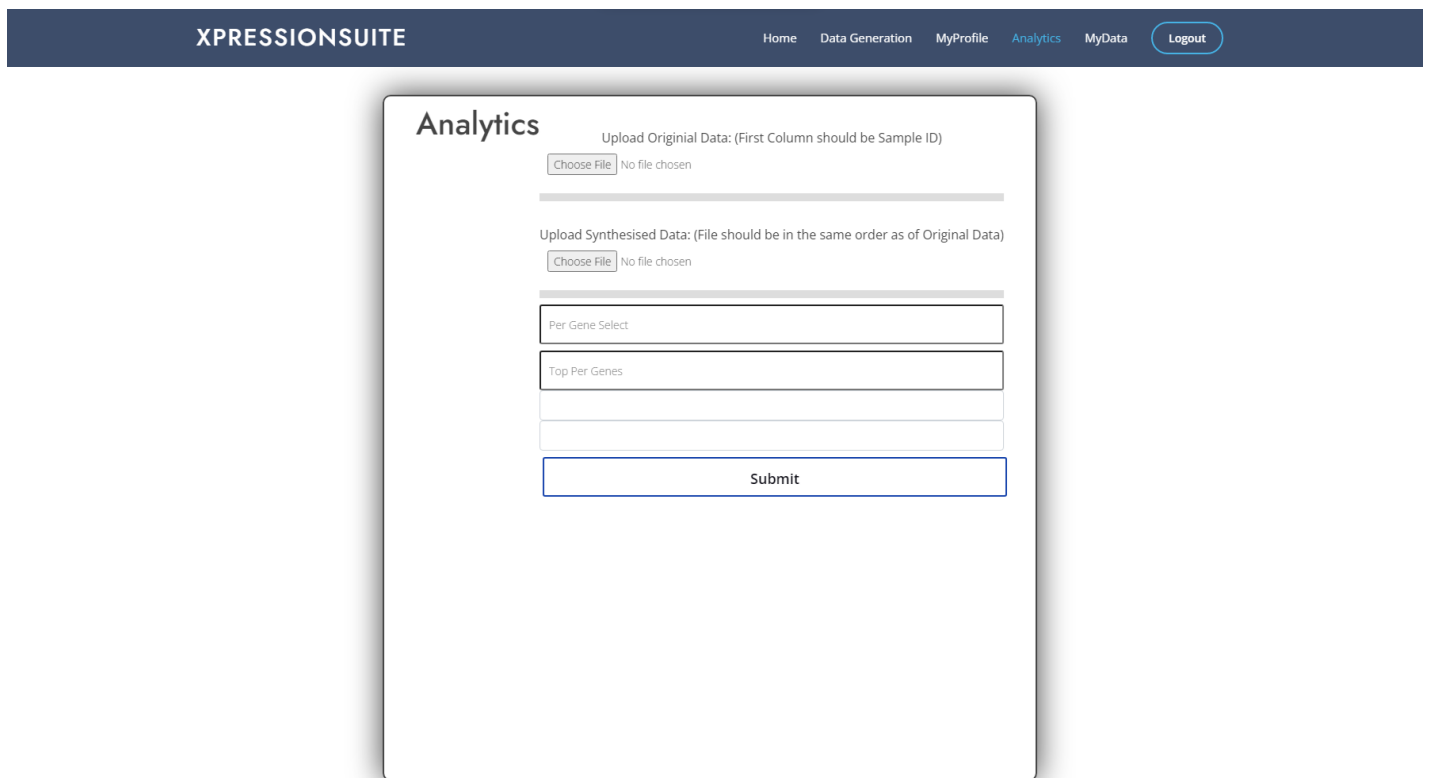 XPRESSIONSUITE
Home Data Generation MyProfile Analytics MyData Logout
Analytics
Upload Originial Data: (First Column should be Sample ID)
Choose File No file chosen
Upload Synthesised Data: (File should be in the same order as of Original Data)
Choose File No file chosen
Per Gene Select
Top Per Genes
Submit